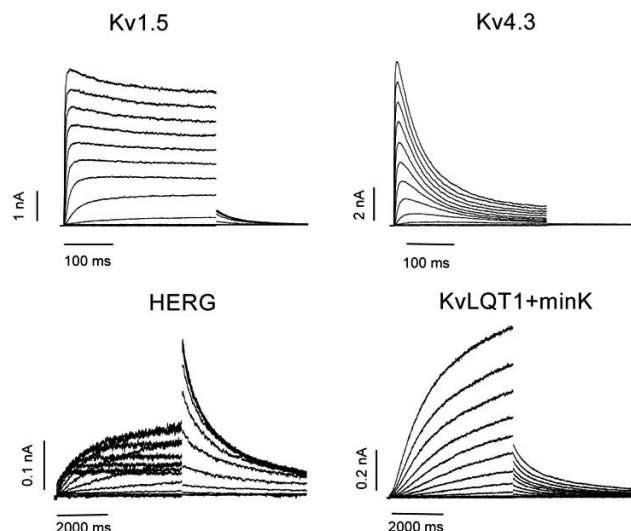 Kv1.5
Kv4.3
1 nA
100 ms
2 nA
100 ms
HERG
KvLQT1+minK
0.1 nA
2000 ms
0.2 nA
2000 ms